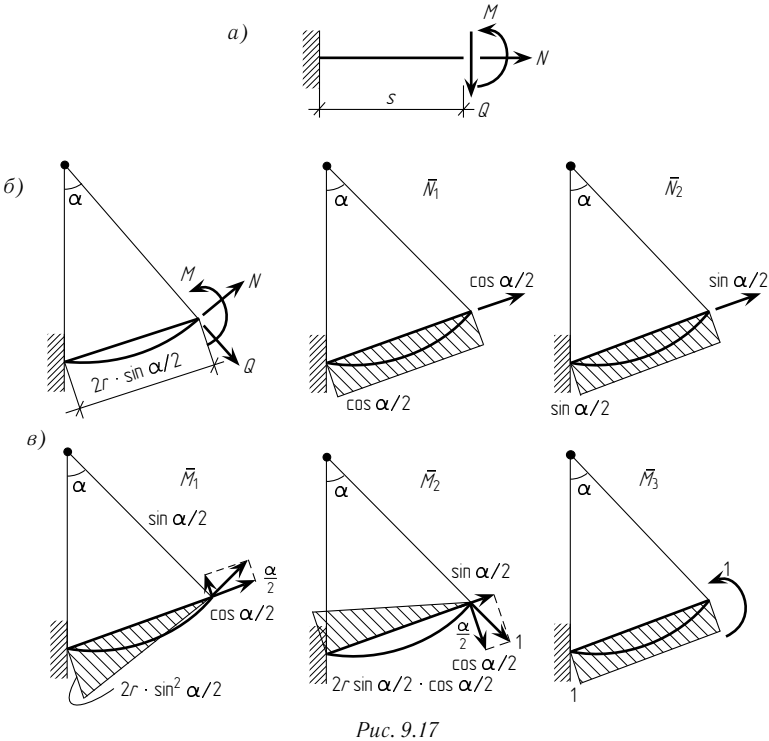 а)
M
N
Q
s
б)
α
M
N
Q
2r · sin α/2
α
N̄₁
cos α/2
cos α/2
α
N̄₂
sin α/2
sin α/2
в)
α
M̄₁
sin α/2
α/2
cos α/2
2r · sin² α/2
α
M̄₂
sin α/2
α/2
1
cos α/2
2r sin α/2 · cos α/2
α
M̄₃
1
1
Рис. 9.17